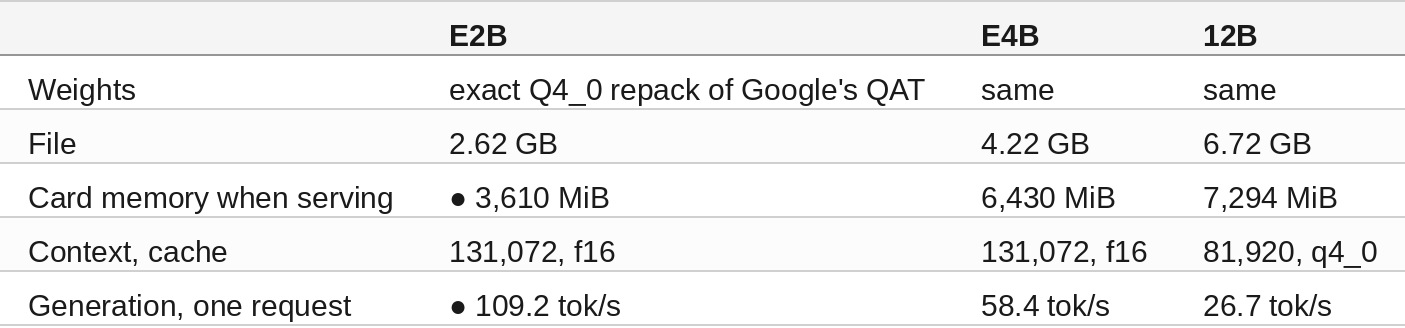 E2B E4B 12B
Weights exact Q4_0 repack of Google's QAT same same
File 2.62 GB 4.22 GB 6.72 GB
Card memory when serving ● 3,610 MiB 6,430 MiB 7,294 MiB
Context, cache 131,072, f16 131,072, f16 81,920, q4_0
Generation, one request ● 109.2 tok/s 58.4 tok/s 26.7 tok/s